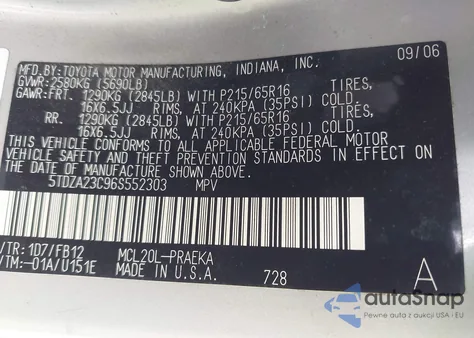 MFD. BY: TOYOTA MOTOR MANUFACTURING, INDIANA, INC. 09/06
GVWR: 2580KG (5690LB)
GAWR: FRT. 1290KG (2845LB) WITH P215/65R16 TIRES,
16X6.5JJ RIMS, AT 240KPA (35PSI) COLD.
RR. 1290KG (2845LB) WITH P215/65R16 TIRES,
16X6.5JJ RIMS, AT 240KPA (35PSI) COLD.
THIS VEHICLE CONFORMS TO ALL APPLICABLE FEDERAL MOTOR
VEHICLE SAFETY STANDARDS IN EFFECT ON THE DATE OF
MANUFACTURE SHOWN ABOVE.
5TDZA23C96S552303 MPV
/TR: 1D7/FB12 MCL20L-PRAEKA
/TM:-01A/U151E MADE IN U.S.A. 728 A
autoSnap
Pewne auta z USA i EU